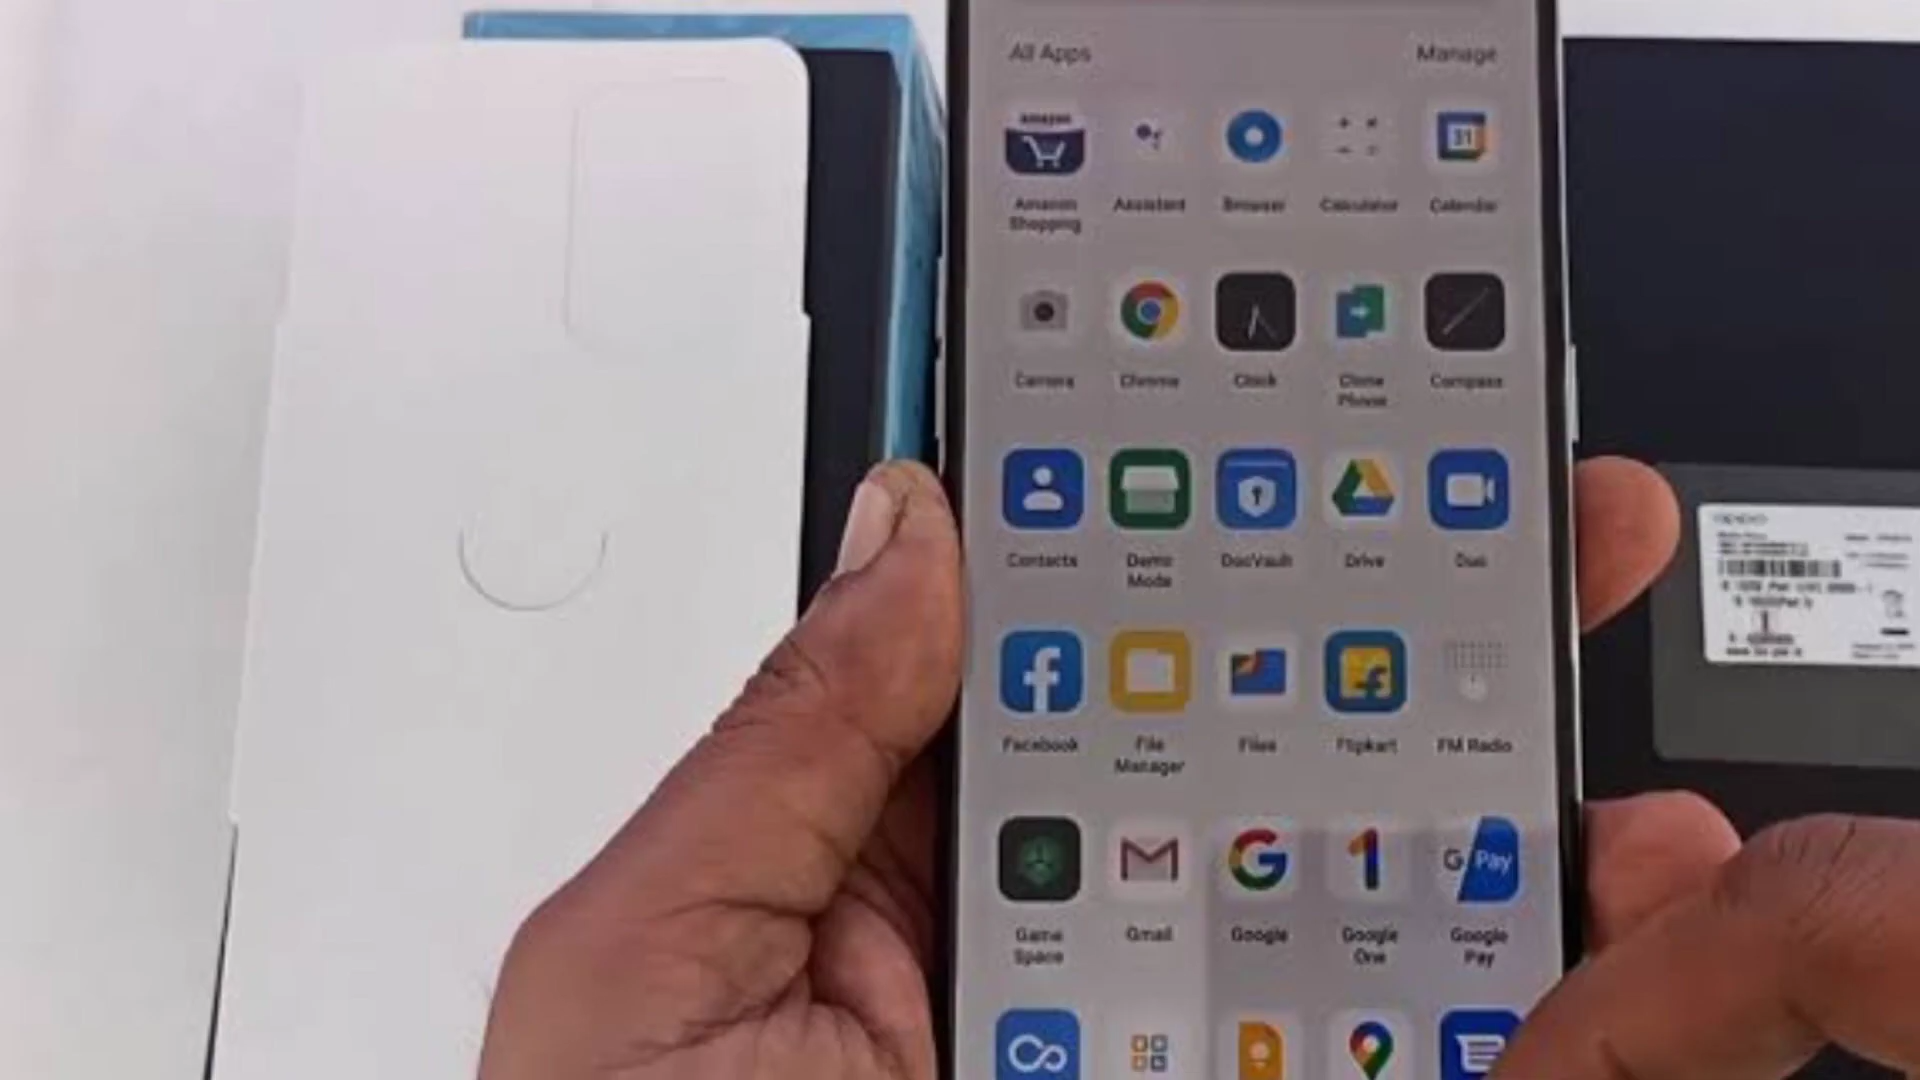 All Apps
Manage
amazon
31
Amazon
Shopping
Assistant
Browser
Calculator
Calendar
Camera
Chrome
Clock
Clone
Phone
Compass
Contacts
Demo
Mode
DocVault
Drive
Duo
Facebook
File
Manager
Files
Flipkart
FM Radio
G Pay
Game
Space
Gmail
Google
Google
One
Google
Pay
oppo